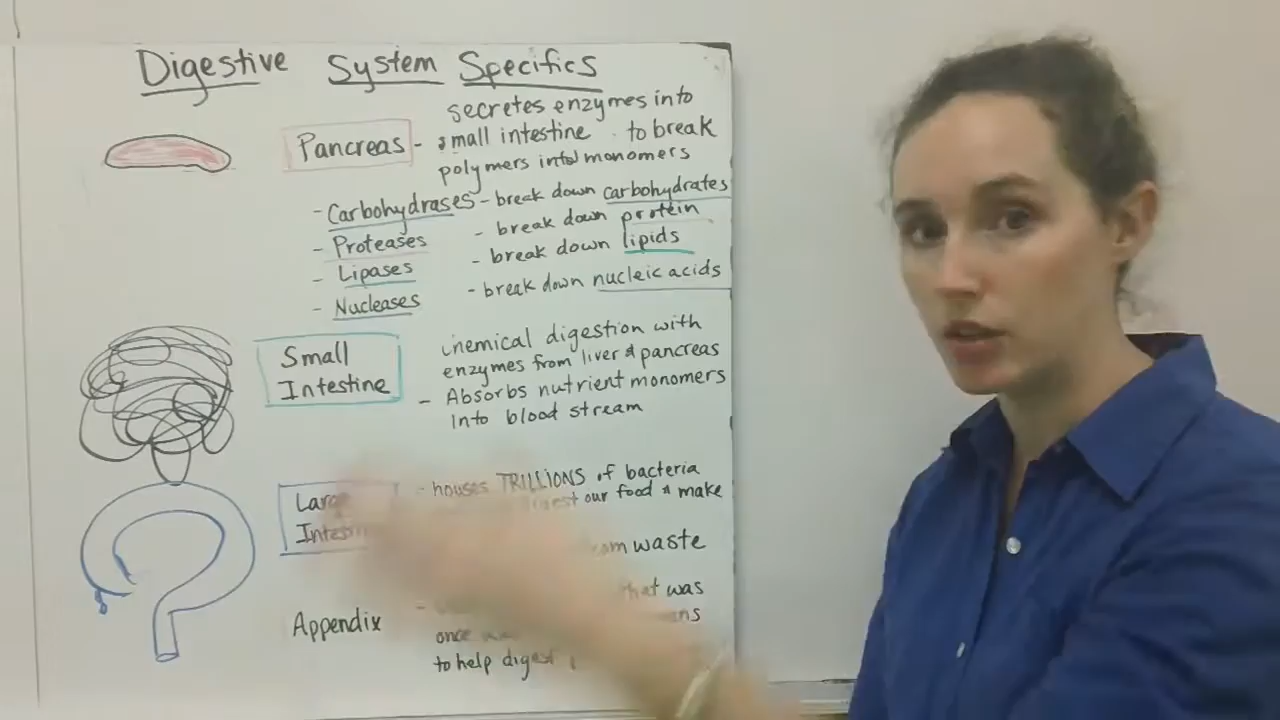 Digestive System Specifics
Pancreas - secretes enzymes into
small intestine to break
polymers into monomers
- Carbohydrases - break down carbohydrates
- Proteases - break down protein
- Lipases - break down lipids
- Nucleases - break down nucleic acids
Small
Intestine
chemical digestion with
enzymes from liver & pancreas
- Absorbs nutrient monomers
into blood stream
Large
Intestin
- houses TRILLIONS of bacteria
digest our food & make
waste
Appendix
that was
once
to help digest